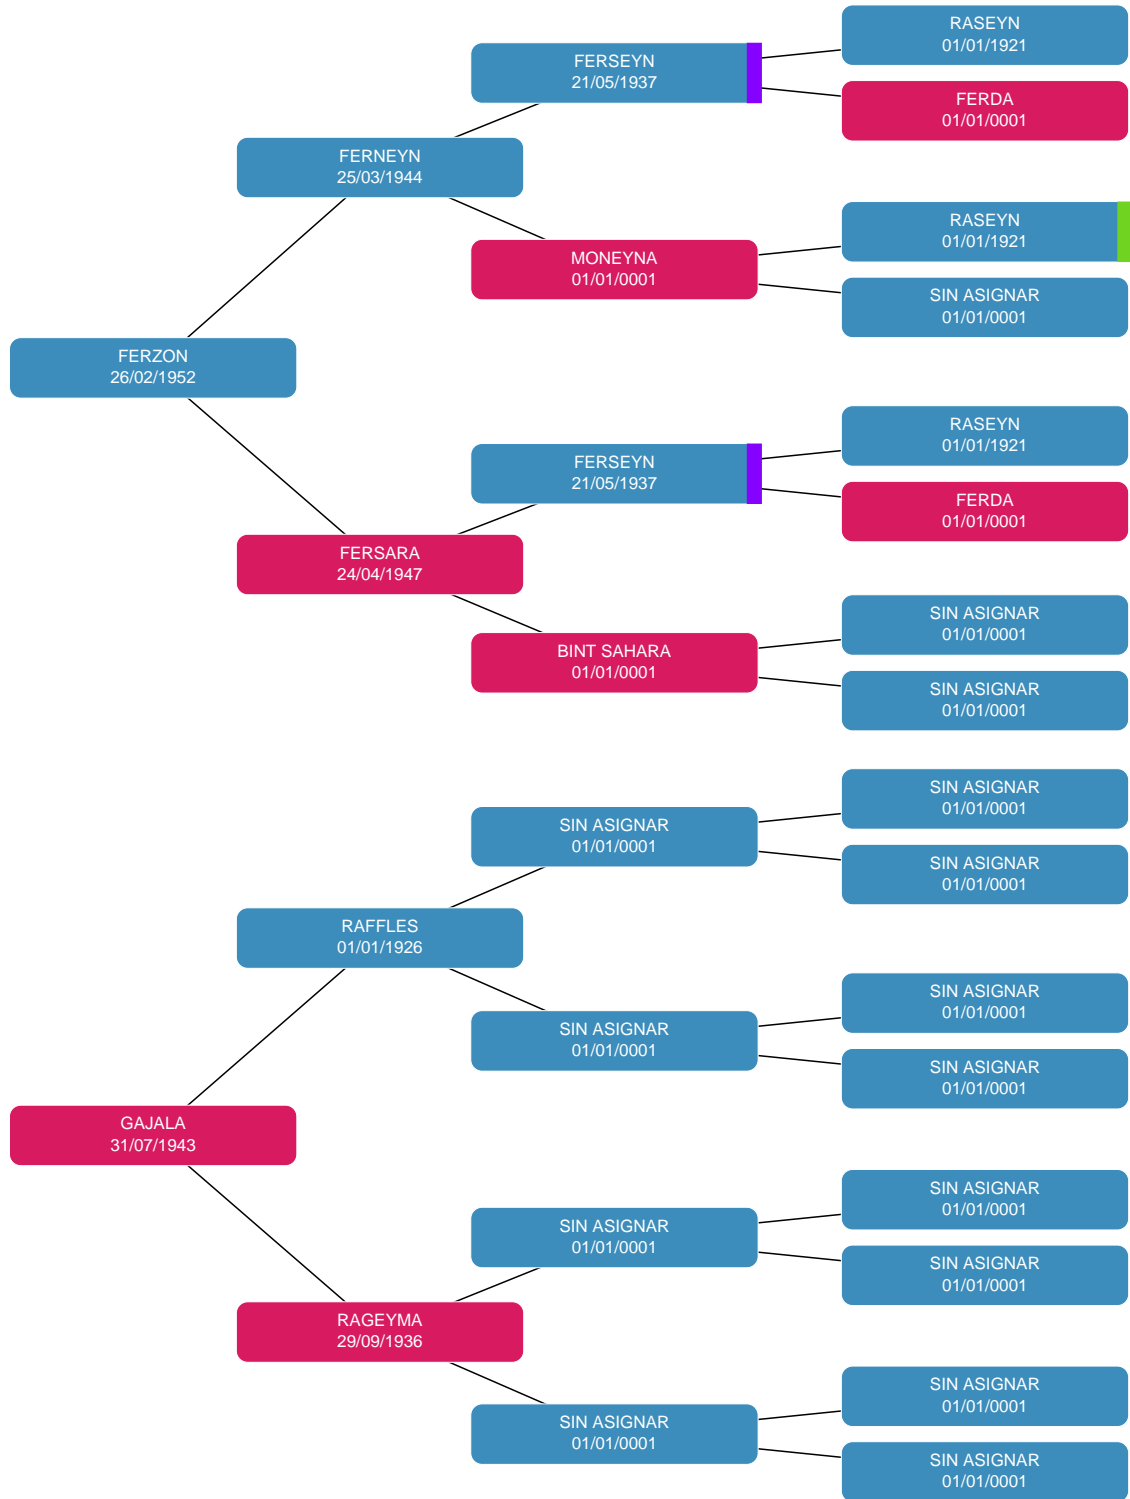 RASEYN
01/01/1921
FERSEYN
21/05/1937
FERDA
01/01/0001
FERNEYN
25/03/1944
RASEYN
01/01/1921
MONEYNA
01/01/0001
SIN ASIGNAR
01/01/0001
FERZON
26/02/1952
RASEYN
01/01/1921
FERSEYN
21/05/1937
FERDA
01/01/0001
FERSARA
24/04/1947
SIN ASIGNAR
01/01/0001
BINT SAHARA
01/01/0001
SIN ASIGNAR
01/01/0001
SIN ASIGNAR
01/01/0001
SIN ASIGNAR
01/01/0001
SIN ASIGNAR
01/01/0001
RAFFLES
01/01/1926
SIN ASIGNAR
01/01/0001
SIN ASIGNAR
01/01/0001
SIN ASIGNAR
01/01/0001
GAJALA
31/07/1943
SIN ASIGNAR
01/01/0001
SIN ASIGNAR
01/01/0001
SIN ASIGNAR
01/01/0001
RAGEYMA
29/09/1936
SIN ASIGNAR
01/01/0001
SIN ASIGNAR
01/01/0001
SIN ASIGNAR
01/01/0001